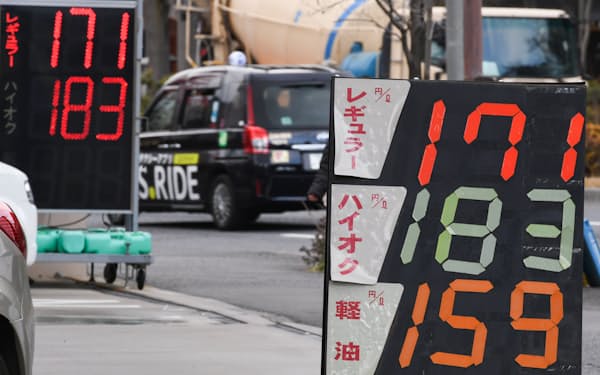 レギュラー 171
ハイオク 183
S.RIDE
レギュラー 円/ℓ 171
ハイオク 円/ℓ 183
軽油 円/ℓ 159